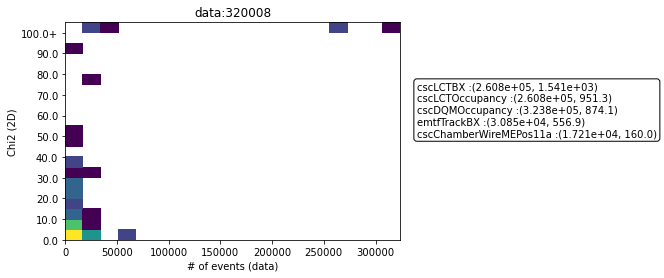 data:320008
100.0+
90.0
80.0
70.0
60.0
50.0
40.0
30.0
20.0
10.0
0.0
Chi2 (2D)
0 50000 100000 150000 200000 250000 300000
# of events (data)
cscLCTBX :(2.608e+05, 1.541e+03)
cscLCTOccupancy :(2.608e+05, 951.3)
cscDQMOccupancy :(3.238e+05, 874.1)
emtfTrackBX :(3.085e+04, 556.9)
cscChamberWireMEPos11a :(1.721e+04, 160.0)